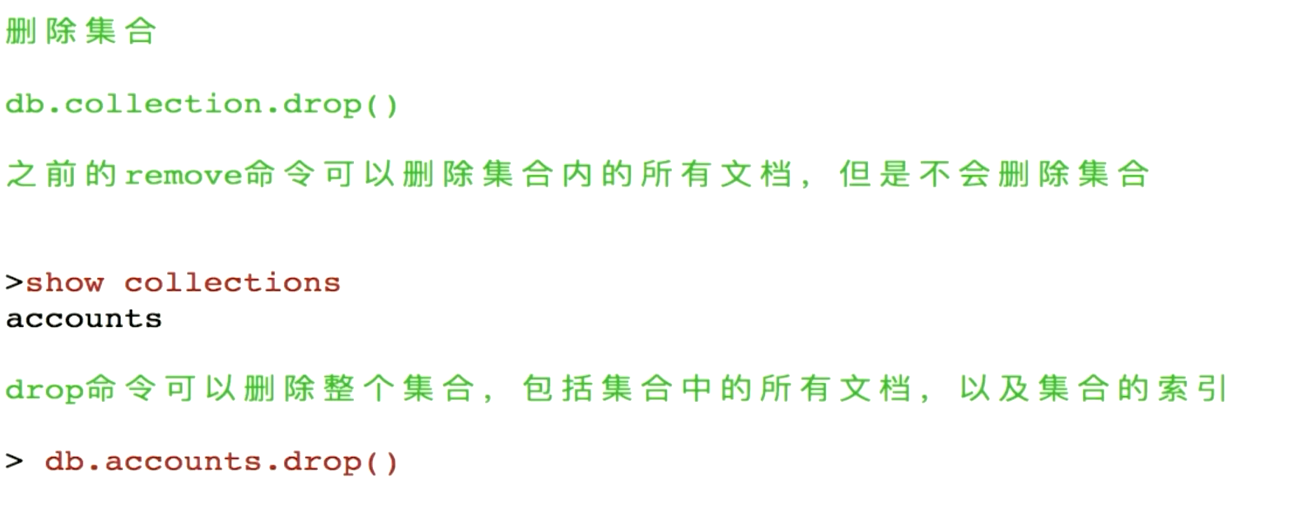 删除集合
db.collection.drop()
之前的remove命令可以删除集合内的所有文档，但是不会删除集合
>show collections
accounts
drop命令可以删除整个集合，包括集合中的所有文档，以及集合的索引
> db.accounts.drop()